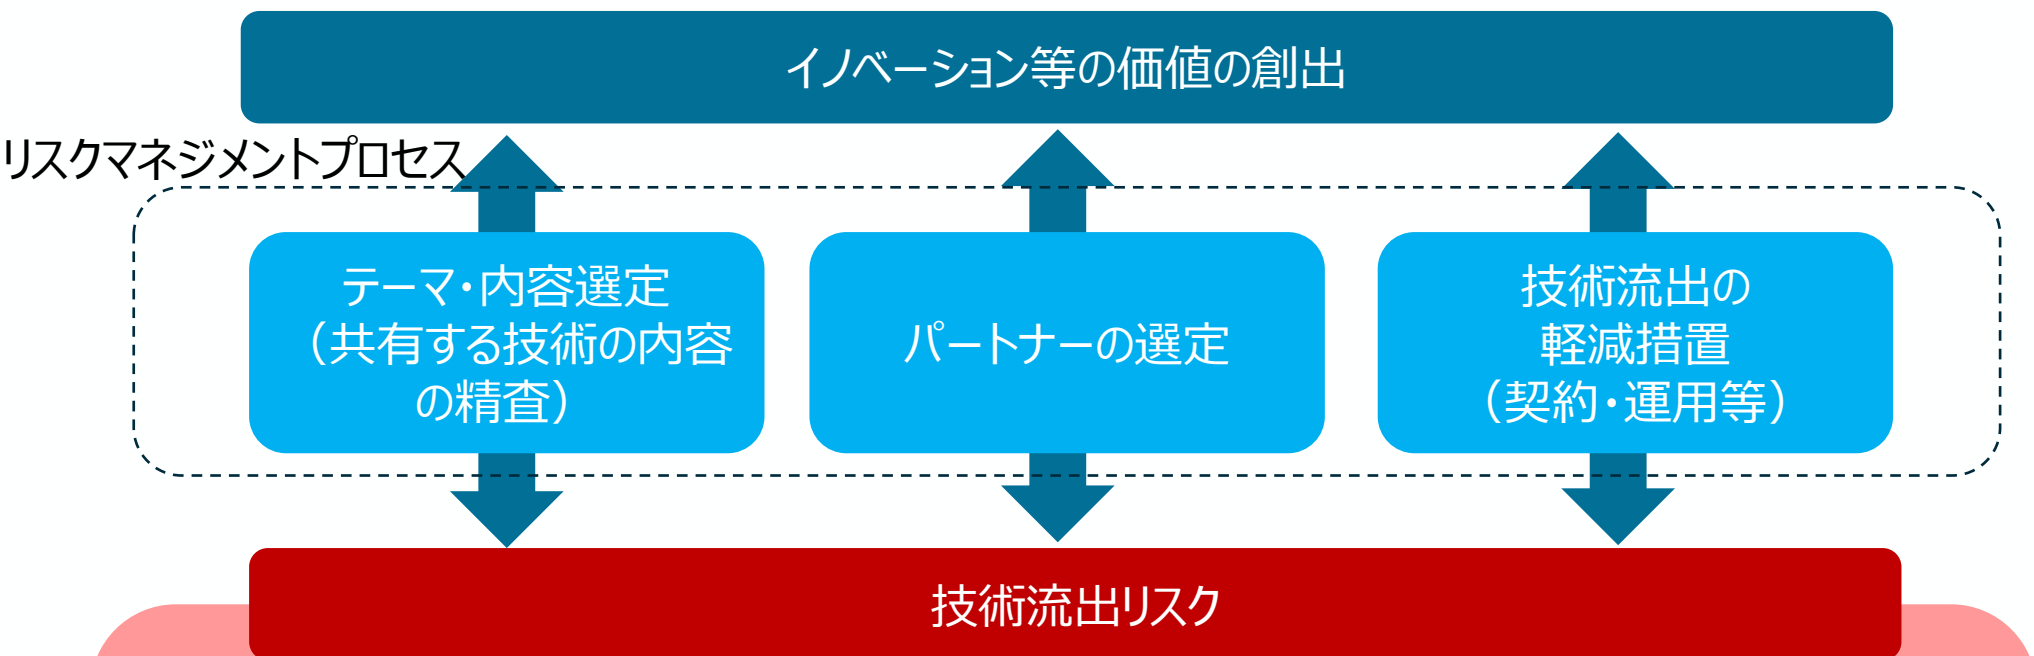 イノベーション等の価値の創出
リスクマネジメントプロセス
テーマ・内容選定
（共有する技術の内容
の精査）
パートナーの選定
技術流出の
軽減措置
（契約・運用等）
技術流出リスク